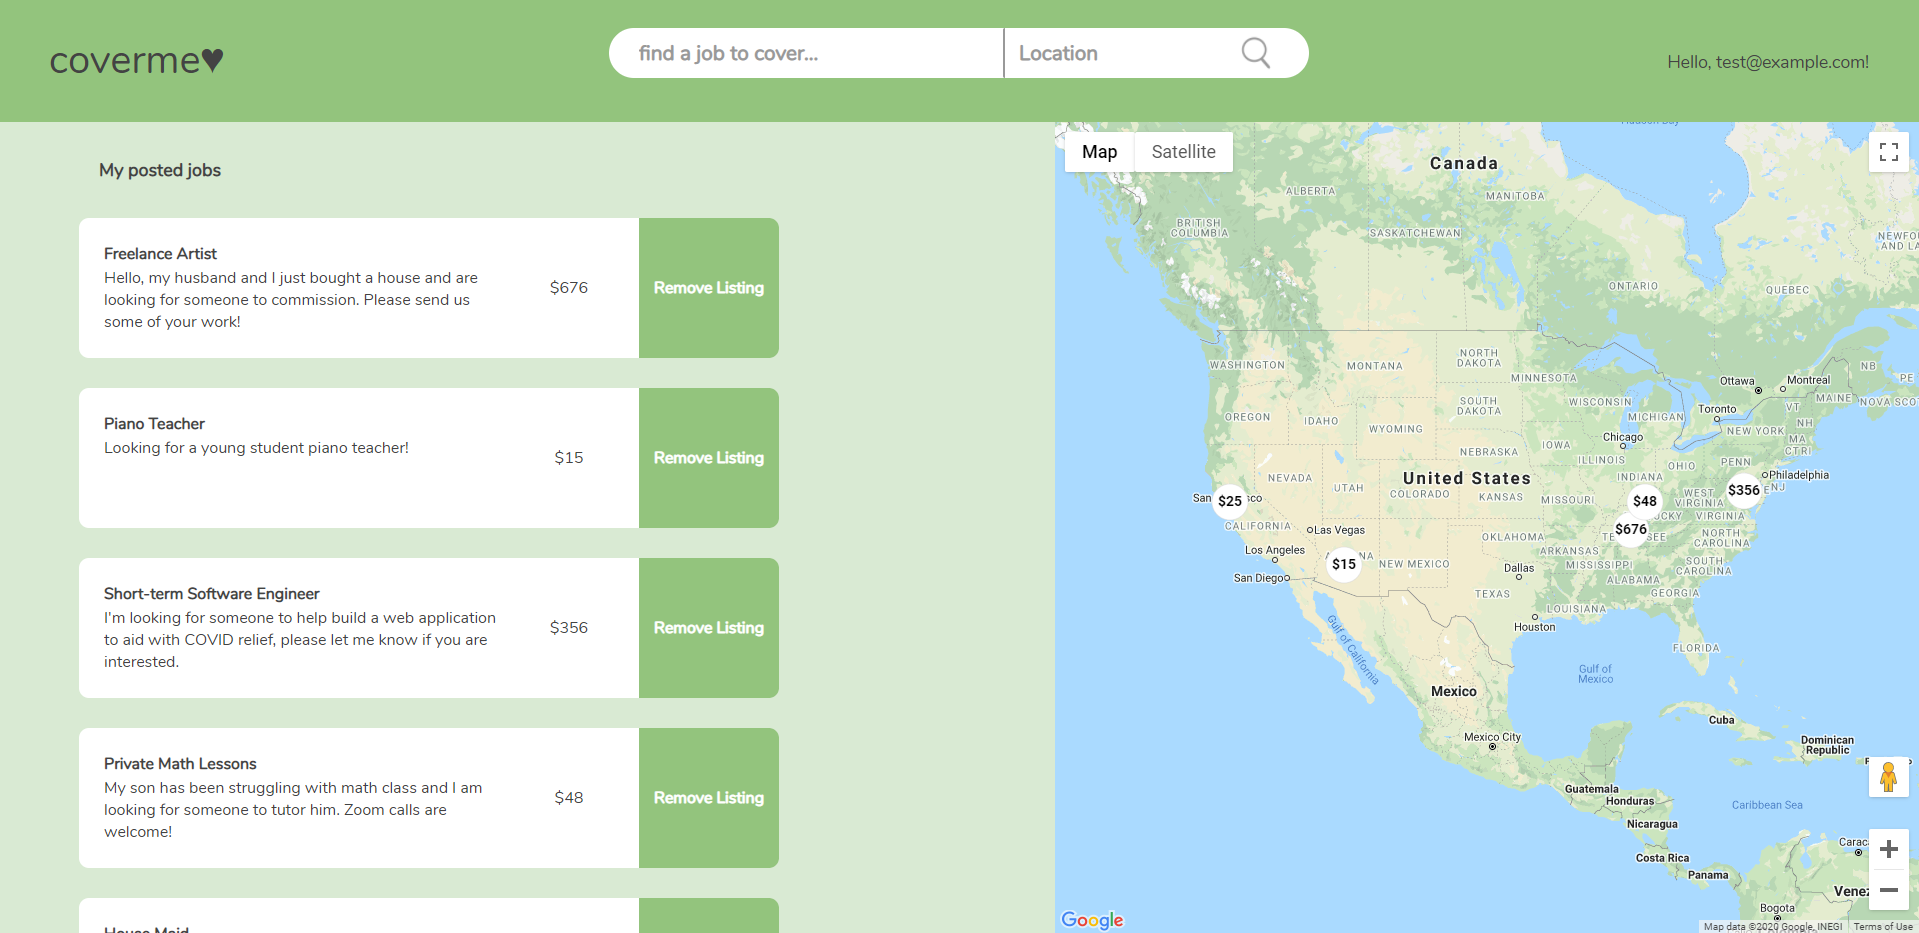 coverme♥
find a job to cover...
Location
Hello, test@example.com!
My posted jobs
Freelance Artist
Hello, my husband and I just bought a house and are
looking for someone to commission. Please send us
some of your work!
$676
Remove Listing
Piano Teacher
Looking for a young student piano teacher!
$15
Remove Listing
Short-term Software Engineer
I'm looking for someone to help build a web application
to aid with COVID relief, please let me know if you are
interested.
$356
Remove Listing
Private Math Lessons
My son has been struggling with math class and I am
looking for someone to tutor him. Zoom calls are
welcome!
$48
Remove Listing
House Maid
Map
Satellite
Hudson Bay
Canada
ALBERTA
MANITOBA
BRITISH
COLUMBIA
SASKATCHEWAN
NEWFO
AND LA
ONTARIO
QUEBEC
WASHINGTON
MONTANA
NORTH
DAKOTA
MINNESOTA
Ottawa
Montreal
NB
PE
OREGON
IDAHO
WYOMING
SOUTH
DAKOTA
WISCONSIN
MICHIGAN
Toronto
VT
MAINE
NOVA SCO
NH
NEW YORK
MA
CT RI
Chicago
IOWA
NEBRASKA
ILLINOIS
OHIO
PENN
Philadelphia
NJ
INDIANA
NEVADA
UTAH
United States
COLORADO
KANSAS
MISSOURI
WEST
VIRGINIA
VIRGINIA
San
co
$25
$48
$356
$676
UCKY
CALIFORNIA
Las Vegas
TE
SEE
NORTH
CAROLINA
OKLAHOMA
Los Angeles
A
NA
$15
NEW MEXICO
ARKANSAS
MISSISSIPPI
SOUTH
CAROLINA
San Diego
Dallas
ALABAMA
TEXAS
GEORGIA
LOUISIANA
Houston
Gulf of California
FLORIDA
Gulf of
Mexico
Mexico
Cuba
Mexico City
Dominican
Republic
Guatemala
Honduras
Caribbean Sea
Nicaragua
Costa Rica
Panama
Carac
Venez
Bogota
Google
Map data ©2020 Google, INEGI
Terms of Use